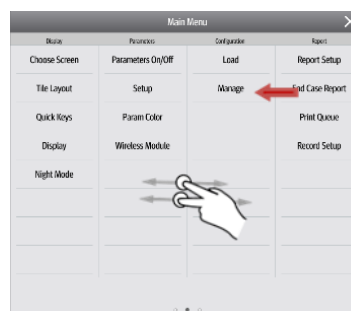 Main Menu
Display Parameters Configuration Report
Choose Screen Parameters On/Off Load Report Setup
Tile Layout Setup Manage End Case Report
Quick Keys Param Color Print Queue
Display Wireless Module Record Setup
Night Mode